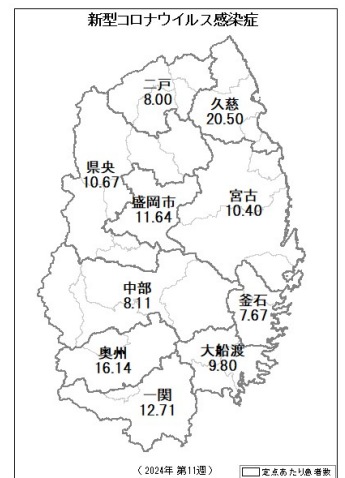 新型コロナウイルス感染症
二戸
8.00
久慈
20.50
県央
10.67
盛岡市
11.64
宮古
10.40
中部
8.11
釜石
7.67
奥州
16.14
大船渡
9.80
一関
12.71
（2024年 第11週）
定点あたり患者数